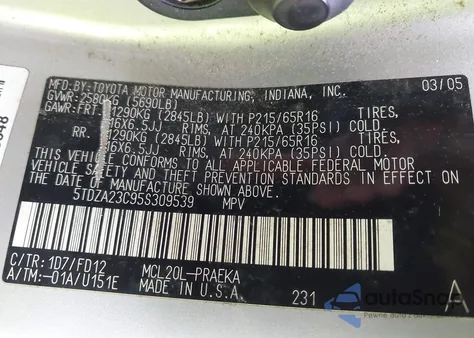 MFD.BY:TOYOTA MOTOR MANUFACTURING, INDIANA, INC. 03/05
GVWR:2580KG (5690LB)
GAWR:FRT 1290KG (2845LB) WITH P215/65R16 TIRES,
16X6.5JJ RIMS, AT 240KPA (35PSI) COLD
RR. 1290KG (2845LB) WITH P215/65R16 TIRES,
16X6.5JJ RIMS, AT 240KPA (35PSI) COLD.
THIS VEHICLE CONFORMS TO ALL APPLICABLE FEDERAL MOTOR
VEHICLE SAFETY AND THEFT PREVENTION STANDARDS IN EFFECT ON
THE DATE OF MANUFACTURE SHOWN ABOVE.
5TDZA23C95S309539 MPV
C/TR:1D7/FD12 MCL20L-PRAEKA
A/TM:-01A/U151E MADE IN U.S.A. 231 A
autoSnap